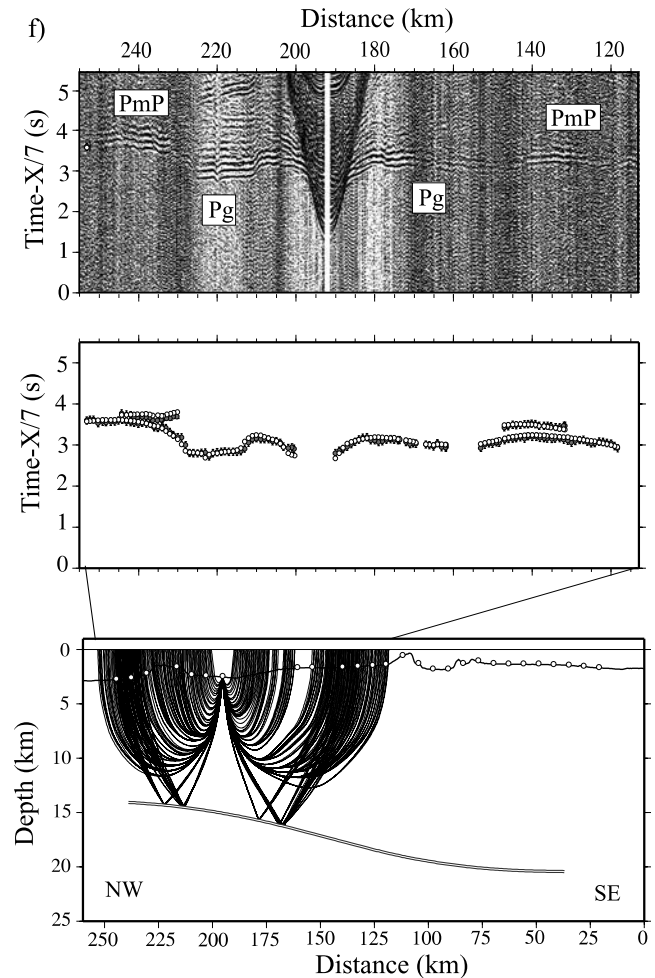 f)
Distance (km)
240 220 200 180 160 140 120
Time-X/7 (s)
5
4
3
2
1
0
PmP
PmP
Pg
Pg
Time-X/7 (s)
5
4
3
2
1
0
Depth (km)
0
5
10
15
20
25
NW
SE
250 225 200 175 150 125 100 75 50 25 0
Distance (km)